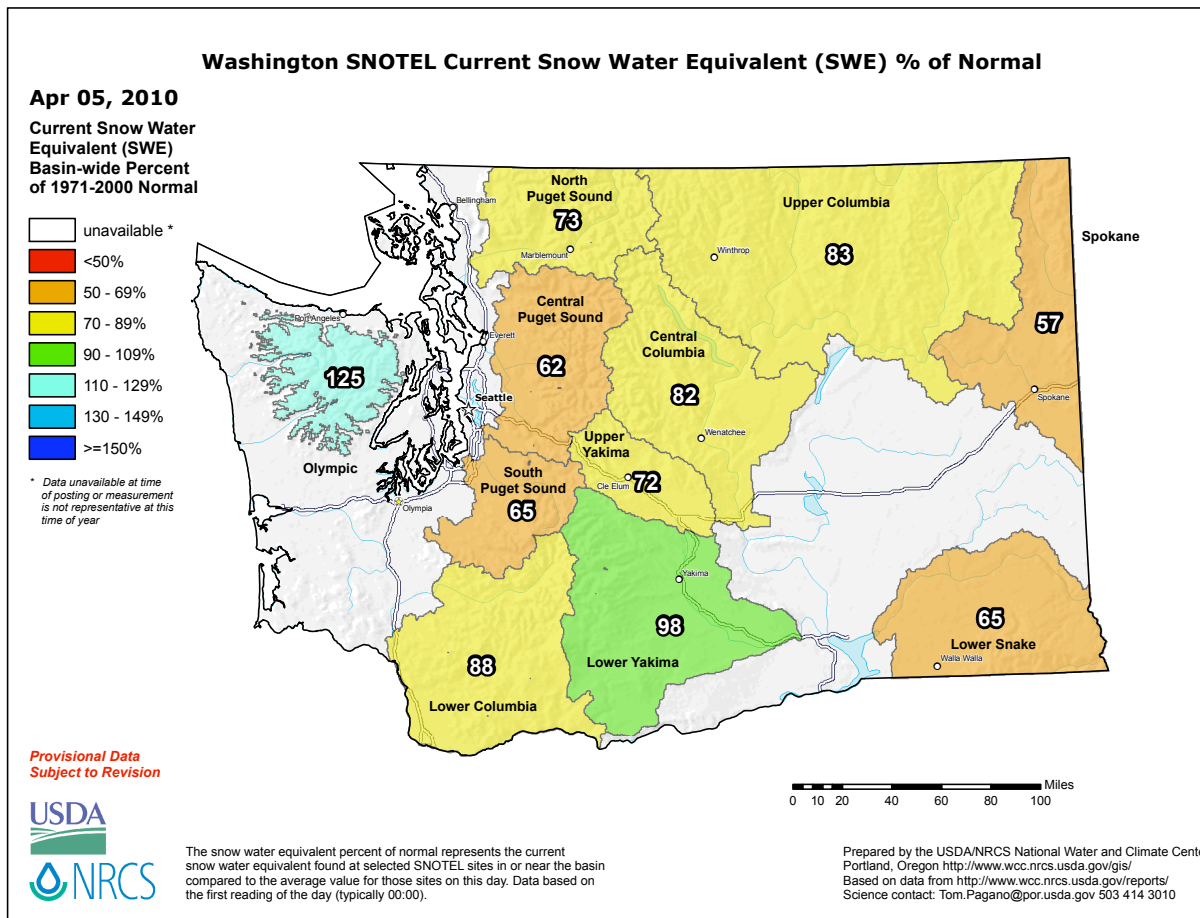 Washington SNOTEL Current Snow Water Equivalent (SWE) % of Normal
Apr 05, 2010
Current Snow Water
Equivalent (SWE)
Basin-wide Percent
of 1971-2000 Normal
unavailable *
<50%
50 - 69%
70 - 89%
90 - 109%
110 - 129%
130 - 149%
>=150%
* Data unavailable at time
of posting or measurement
is not representative at this
time of year
North
Puget Sound
73
Bellingham
Marblemount
Upper Columbia
83
Winthrop
Spokane
57
Spokane
Central
Puget Sound
62
Everett
Port Angeles
125
Olympic
Seattle
Central
Columbia
82
Wenatchee
Upper
Yakima
72
Cle Elum
South
Puget Sound
65
Olympia
Yakima
98
Lower Yakima
88
Lower Columbia
65
Lower Snake
Walla Walla
Provisional Data
Subject to Revision
USDA
NRCS
Miles
0 10 20 40 60 80 100
The snow water equivalent percent of normal represents the current
snow water equivalent found at selected SNOTEL sites in or near the basin
compared to the average value for those sites on this day. Data based on
the first reading of the day (typically 00:00).
Prepared by the USDA/NRCS National Water and Climate Cente
Portland, Oregon http://www.wcc.nrcs.usda.gov/gis/
Based on data from http://www.wcc.nrcs.usda.gov/reports/
Science contact: Tom.Pagano@por.usda.gov 503 414 3010